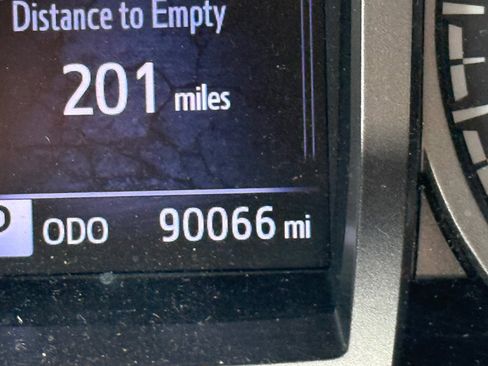 Distance to Empty
201 miles
P ODO 90066 mi